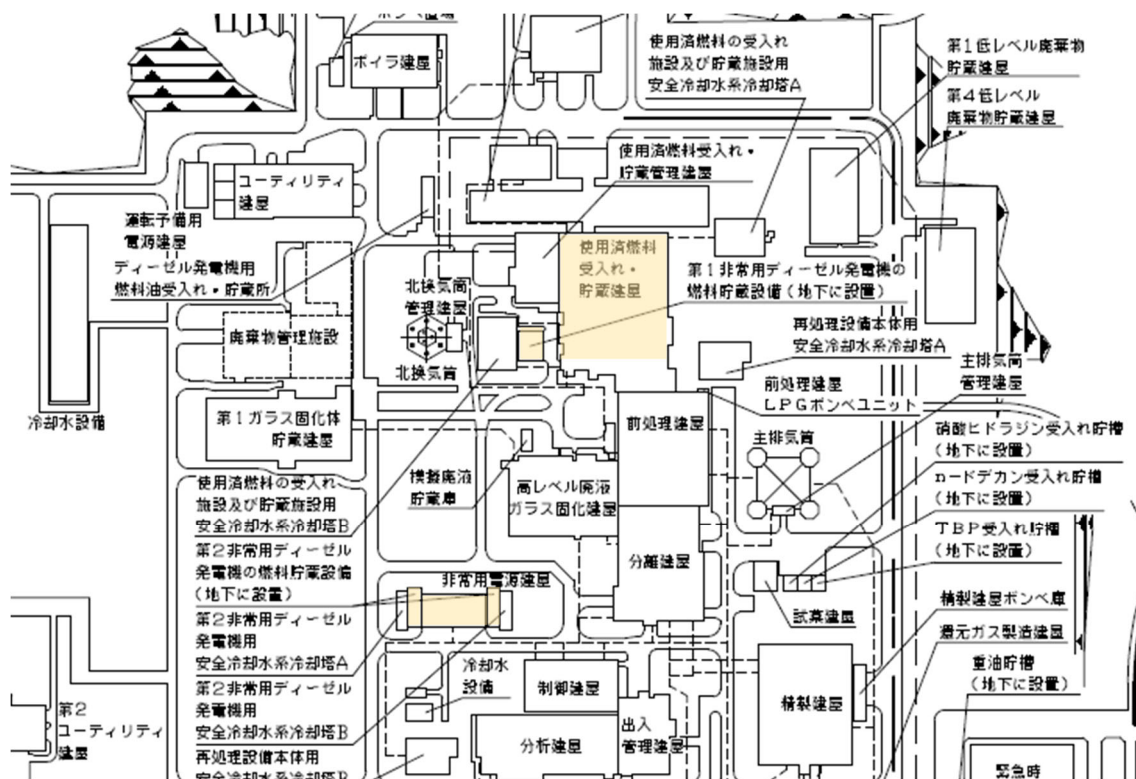 ボイラ建屋
使用済燃料の受入れ
施設及び貯蔵施設用
安全冷却水系冷却塔A
第1低レベル廃棄物
貯蔵建屋
第4低レベル
廃棄物貯蔵建屋
使用済燃料受入れ・
貯蔵管理建屋
ユーティリティ
建屋
運転予備用
電源建屋
ディーゼル発電機用
燃料油受入れ・貯蔵所
使用済燃料
受入れ・
貯蔵建屋
第1非常用ディーゼル発電機の
燃料貯蔵設備(地下に設置)
北換気筒
管理建屋
北換気筒
廃棄物管理施設
再処理設備本体用
安全冷却水系冷却塔A
主排気筒
管理建屋
前処理建屋
LPGボンベユニット
冷却水設備
第1ガラス固化体
貯蔵建屋
前処理建屋
主排気筒
硝酸ヒドラジン受入れ貯槽
(地下に設置)
n-ドデカン受入れ貯槽
(地下に設置)
TBP受入れ貯槽
(地下に設置)
模擬廃液
貯蔵庫
高レベル廃液
ガラス固化建屋
使用済燃料の受入れ
施設及び貯蔵施設用
安全冷却水系冷却塔B
第2非常用ディーゼル
発電機の燃料貯蔵設備
(地下に設置)
非常用電源建屋
分離建屋
試薬建屋
精製建屋ボンベ庫
還元ガス製造建屋
重油貯槽
(地下に設置)
第2非常用ディーゼル
発電機用
安全冷却水系冷却塔A
第2非常用ディーゼル
発電機用
安全冷却水系冷却塔B
冷却水
設備
制御建屋
精製建屋
第2
ユーティリティ
建屋
分析建屋
出入
管理建屋
再処理設備本体用
安全冷却水系冷却塔B
緊急時